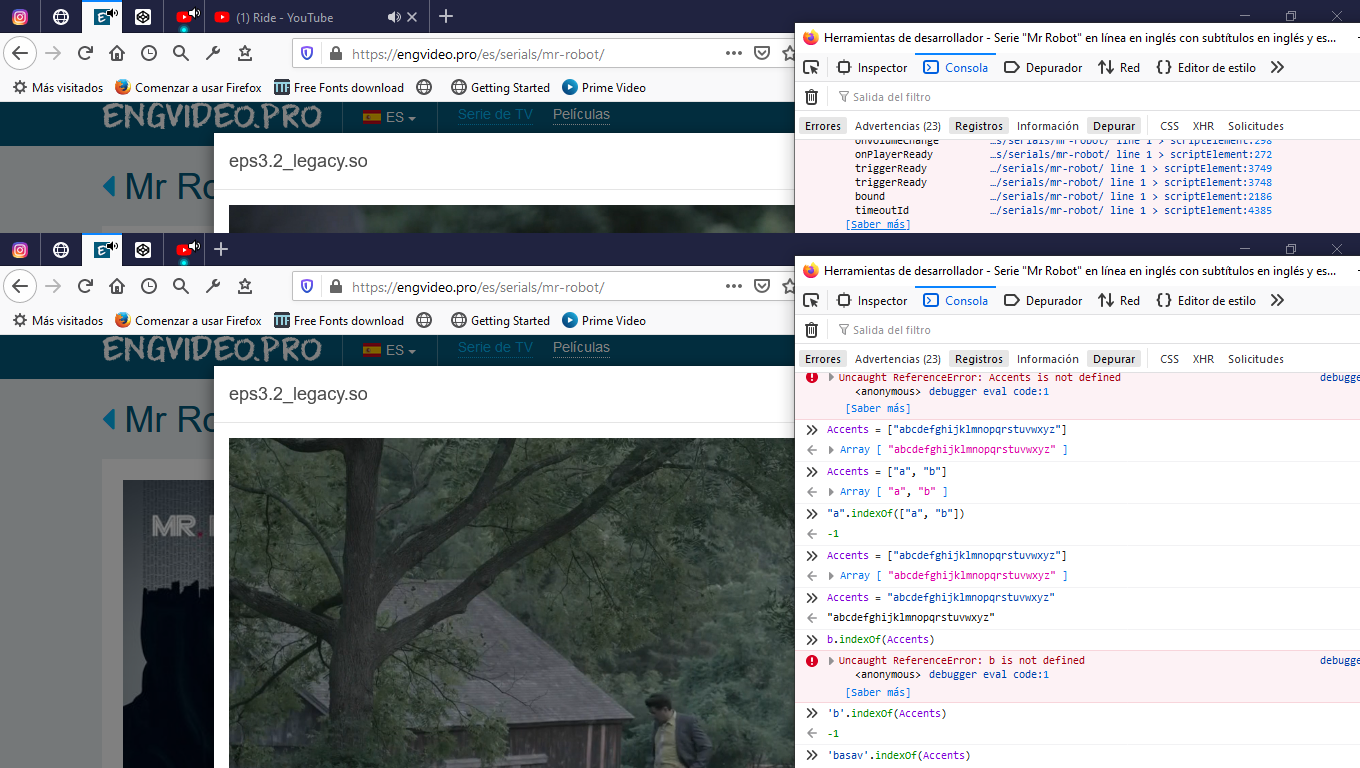 (1) Ride - YouTube
https://engvideo.pro/es/serials/mr-robot/
Más visitados Comenzar a usar Firefox Free Fonts download Getting Started Prime Video
ENGVIDEO.PRO ES Serie de TV Películas
Mr Ro
eps3.2_legacy.so
Herramientas de desarrollador - Serie "Mr Robot" en línea en inglés con subtítulos en inglés y es…
Inspector Consola Depurador Red Editor de estilo
Salida del filtro
Errores Advertencias (23) Registros Información Depurar CSS XHR Solicitudes
onVolumeChange …s/serials/mr-robot/ line 1 > scriptElement:298
onPlayerReady …s/serials/mr-robot/ line 1 > scriptElement:272
triggerReady …/serials/mr-robot/ line 1 > scriptElement:3749
triggerReady …/serials/mr-robot/ line 1 > scriptElement:3748
bound …/serials/mr-robot/ line 1 > scriptElement:2186
timeoutId …/serials/mr-robot/ line 1 > scriptElement:4385
[Saber más]
https://engvideo.pro/es/serials/mr-robot/
Más visitados Comenzar a usar Firefox Free Fonts download Getting Started Prime Video
ENGVIDEO.PRO ES Serie de TV Películas
Mr Ro
eps3.2_legacy.so
MR.
Herramientas de desarrollador - Serie "Mr Robot" en línea en inglés con subtítulos en inglés y es…
Inspector Consola Depurador Red Editor de estilo
Salida del filtro
Errores Advertencias (23) Registros Información Depurar CSS XHR Solicitudes
Uncaught ReferenceError: Accents is not defined debugge
<anonymous> debugger eval code:1
[Saber más]
Accents = ["abcdefghijklmnopqrstuvwxyz"]
Array [ "abcdefghijklmnopqrstuvwxyz" ]
Accents = ["a", "b"]
Array [ "a", "b" ]
"a".indexOf(["a", "b"])
-1
Accents = ["abcdefghijklmnopqrstuvwxyz"]
Array [ "abcdefghijklmnopqrstuvwxyz" ]
Accents = "abcdefghijklmnopqrstuvwxyz"
"abcdefghijklmnopqrstuvwxyz"
b.indexOf(Accents)
Uncaught ReferenceError: b is not defined debugge
<anonymous> debugger eval code:1
[Saber más]
'b'.indexOf(Accents)
-1
'basav'.indexOf(Accents)